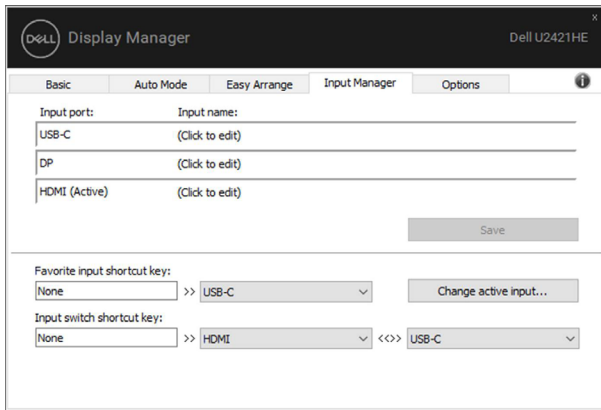 x
DELL Display Manager Dell U2421HE
Basic Auto Mode Easy Arrange Input Manager Options i
Input port: Input name:
USB-C (Click to edit)
DP (Click to edit)
HDMI (Active) (Click to edit)
Save
Favorite input shortcut key:
None >> USB-C Change active input...
Input switch shortcut key:
None >> HDMI <<>> USB-C